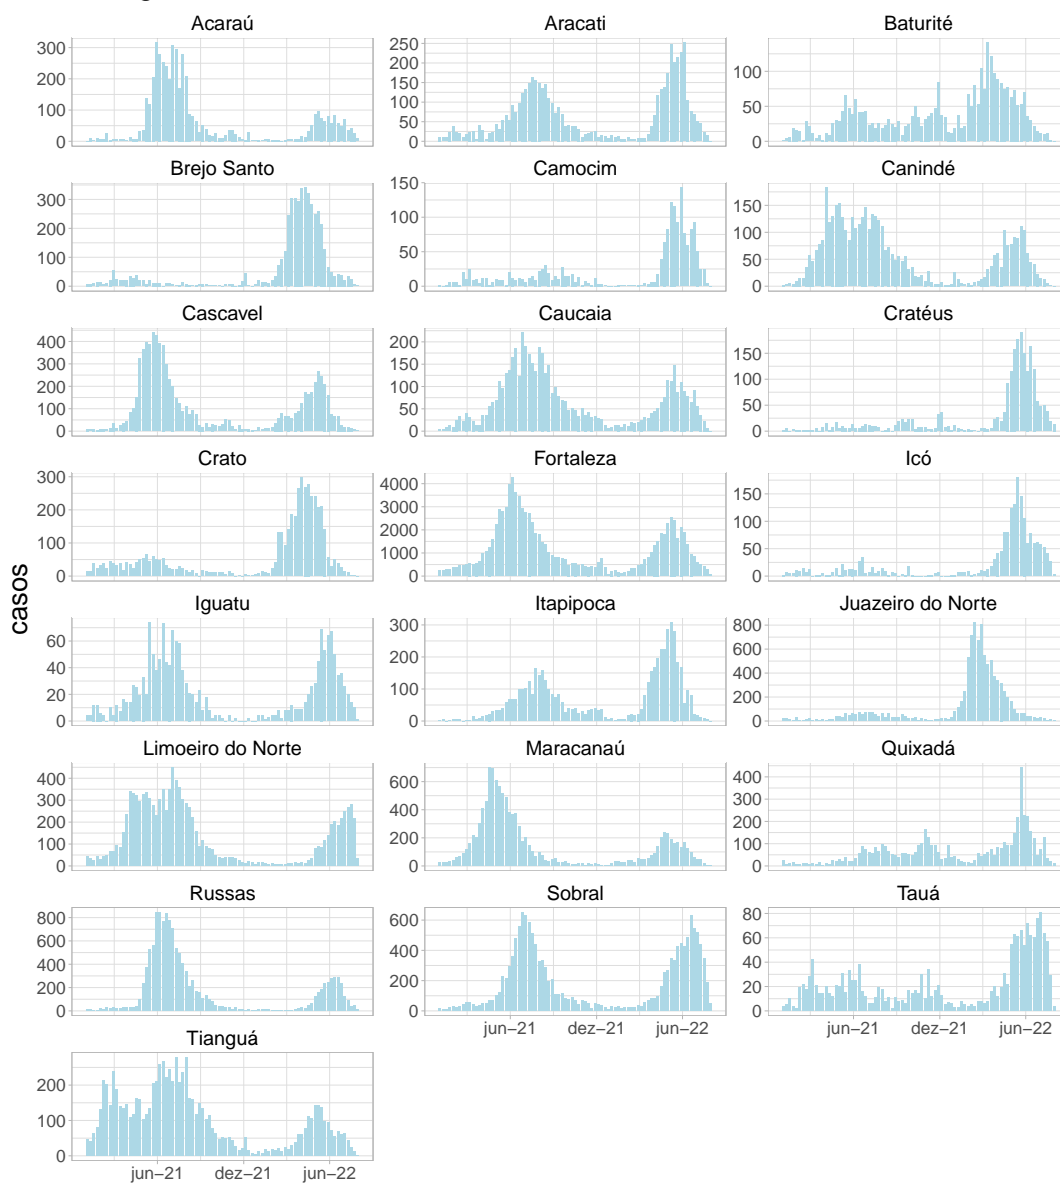 Acaraú Aracati Baturité
300 250 100
200 200 50
100 150 0
0 100
50
0
Brejo Santo Camocim Canindé
300 150 150
200 100 100
100 50 50
0 0 0
Cascavel Caucaia Cratéus
400 200 150
300 150 100
200 100 50
100 50 0
0 0
Crato Fortaleza Icó
300 4000 150
200 3000 100
100 2000 50
0 1000 0
0
casos
Iguatu Itapipoca Juazeiro do Norte
60 300 800
40 200 600
20 100 400
0 0 200
0
Limoeiro do Norte Maracanaú Quixadá
400 600 400
300 400 300
200 200 200
100 0 100
0 0
Russas Sobral Tauá
800 600 80
600 400 60
400 200 40
200 0 20
0 0
jun–21 dez–21 jun–22 jun–21 dez–21 jun–22
Tianguá
200
100
0
jun–21 dez–21 jun–22